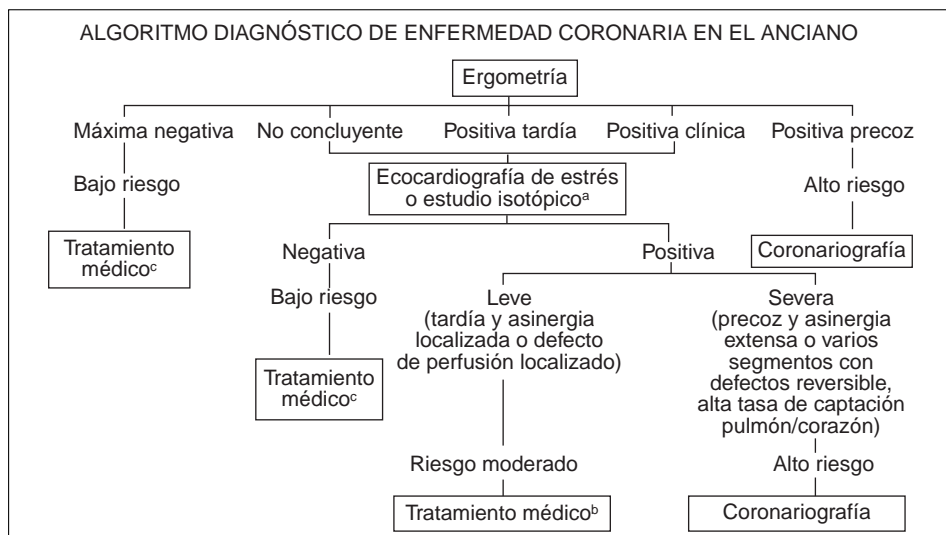 ALGORITMO DIAGNÓSTICO DE ENFERMEDAD CORONARIA EN EL ANCIANO
Ergometría
Máxima negativa
No concluyente
Positiva tardía
Positiva clínica
Positiva precoz
Bajo riesgo
Tratamiento
médicoᶜ
Ecocardiografía de estrés
o estudio isotópicoᵃ
Alto riesgo
Coronariografía
Negativa
Bajo riesgo
Tratamiento
médicoᶜ
Positiva
Leve
(tardía y asinergia
localizada o defecto
de perfusión localizado)
Riesgo moderado
Tratamiento médicoᵇ
Severa
(precoz y asinergia
extensa o varios
segmentos con
defectos reversible,
alta tasa de captación
pulmón/corazón)
Alto riesgo
Coronariografía